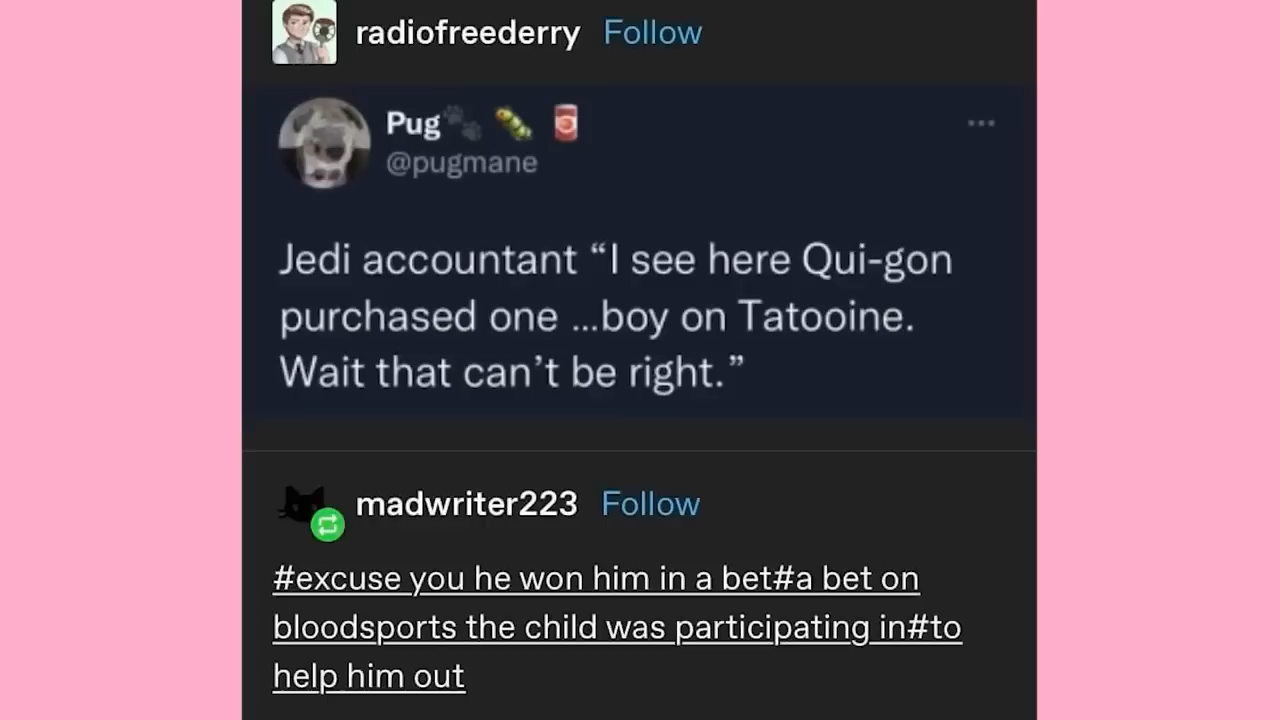 radiofreederry Follow
Pug
@pugmane
Jedi accountant “I see here Qui-gon
purchased one ...boy on Tatooine.
Wait that can’t be right.”
madwriter223 Follow
#excuse you he won him in a bet#a bet on
bloodsports the child was participating in#to
help him out